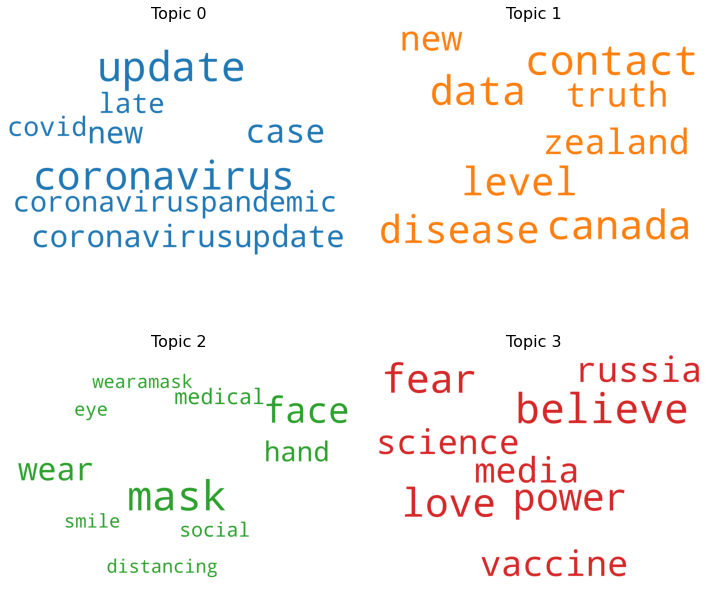 Topic 0
update
late
covid new case
coronavirus
coronaviruspandemic
coronavirusupdate
Topic 1
new
contact
data truth
zealand
level
disease canada
Topic 2
wearamask
medical
eye face
hand
wear
mask
smile
social
distancing
Topic 3
russia
fear
believe
science
media
love power
vaccine